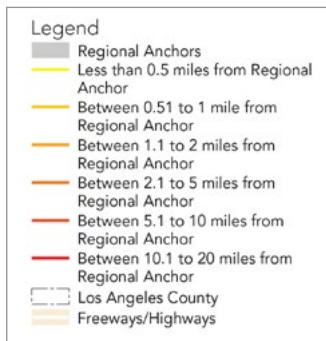 Legend
Regional Anchors
Less than 0.5 miles from Regional
Anchor
Between 0.51 to 1 mile from
Regional Anchor
Between 1.1 to 2 miles from
Regional Anchor
Between 2.1 to 5 miles from
Regional Anchor
Between 5.1 to 10 miles from
Regional Anchor
Between 10.1 to 20 miles from
Regional Anchor
Los Angeles County
Freeways/Highways